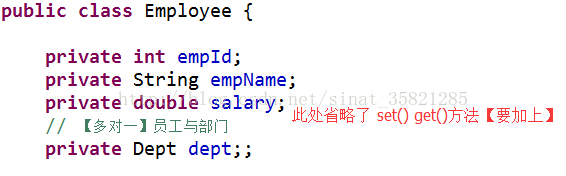 public class Employee {
private int empId;
private String empName;
private double salary;
http://blog.csdn.net/sinat_35821285
此处省略了 set() get()方法【要加上】
// 【多对一】员工与部门
private Dept dept;;